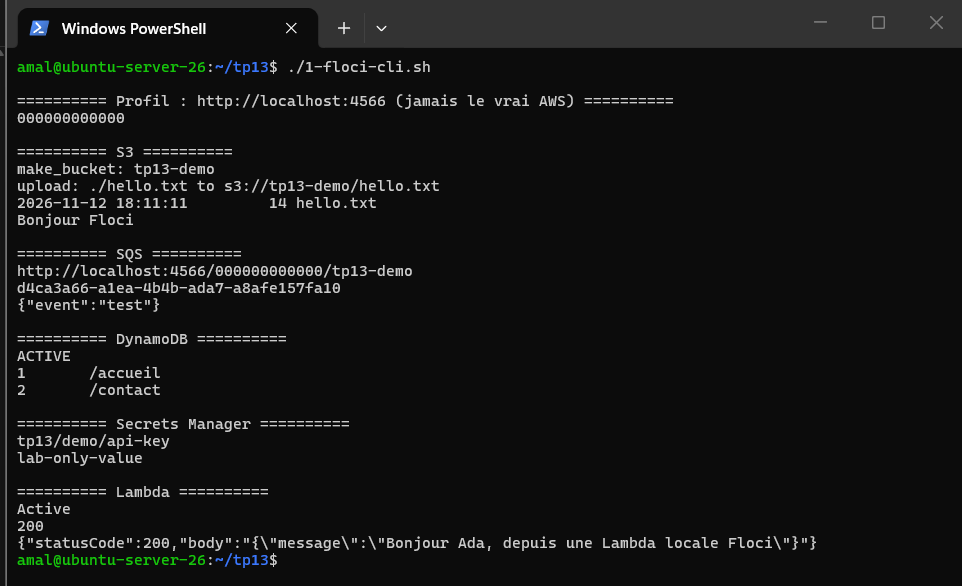 Windows PowerShell
amal@ubuntu-server-26:~/tp13$ ./1-floci-cli.sh
========== Profil : http://localhost:4566 (jamais le vrai AWS) ==========
000000000000
========== S3 ==========
make_bucket: tp13-demo
upload: ./hello.txt to s3://tp13-demo/hello.txt
2026-11-12 18:11:11         14 hello.txt
Bonjour Floci
========== SQS ==========
http://localhost:4566/000000000000/tp13-demo
d4ca3a66-a1ea-4b4b-ada7-a8afe157fa10
{"event":"test"}
========== DynamoDB ==========
ACTIVE
1       /accueil
2       /contact
========== Secrets Manager ==========
tp13/demo/api-key
lab-only-value
========== Lambda ==========
Active
200
{"statusCode":200,"body":"{\"message\":\"Bonjour Ada, depuis une Lambda locale Floci\"}"}
amal@ubuntu-server-26:~/tp13$